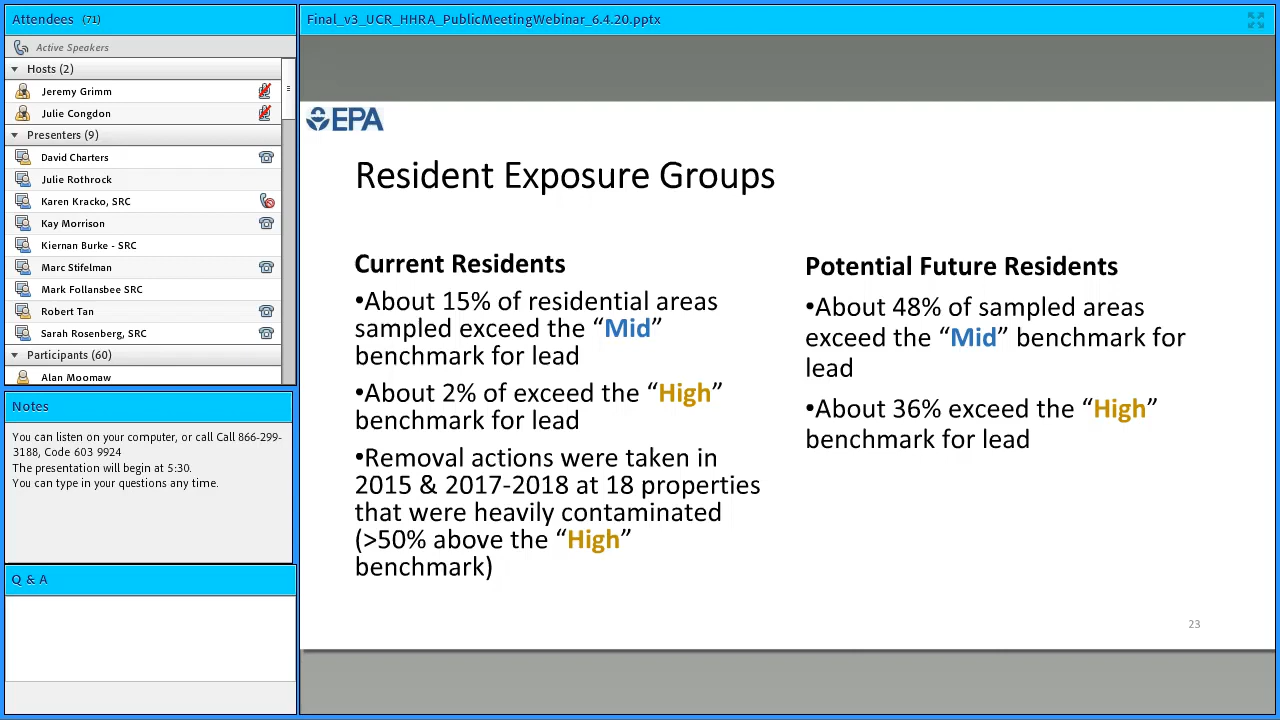 Attendees (71)
Active Speakers
Hosts (2)
Jeremy Grimm
Julie Congdon
Presenters (9)
David Charters
Julie Rothrock
Karen Kracko, SRC
Kay Morrison
Kiernan Burke - SRC
Marc Stifelman
Mark Follansbee SRC
Robert Tan
Sarah Rosenberg, SRC
Participants (60)
Alan Moomaw
Notes
You can listen on your computer, or call Call 866-299-
3188, Code 603 9924
The presentation will begin at 5:30.
You can type in your questions any time.
Q & A
Final_v3_UCR_HHRA_PublicMeetingWebinar_6.4.20.pptx
EPA
Resident Exposure Groups
Current Residents
•About 15% of residential areas
sampled exceed the “Mid”
benchmark for lead
•About 2% of exceed the “High”
benchmark for lead
•Removal actions were taken in
2015 & 2017-2018 at 18 properties
that were heavily contaminated
(>50% above the “High”
benchmark)
Potential Future Residents
•About 48% of sampled areas
exceed the “Mid” benchmark for
lead
•About 36% exceed the “High”
benchmark for lead
23